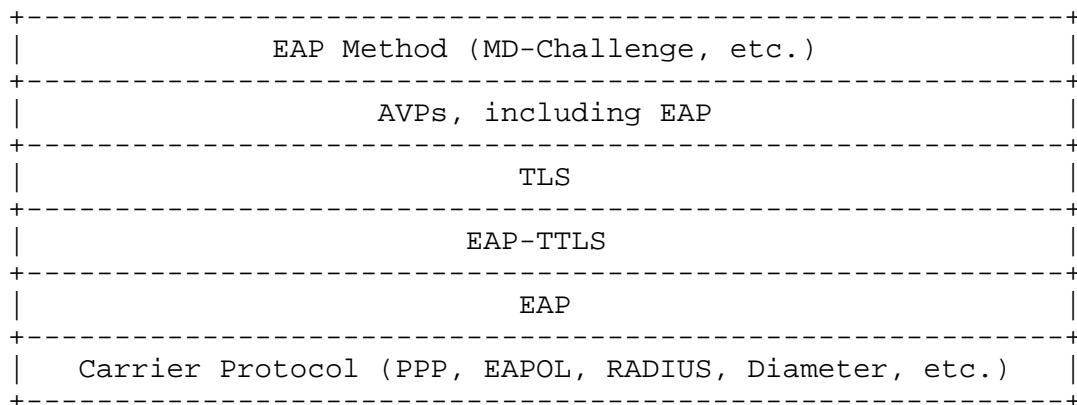 EAP Method (MD-Challenge, etc.)
AVPs, including EAP
TLS
EAP-TTLS
EAP
Carrier Protocol (PPP, EAPOL, RADIUS, Diameter, etc.)